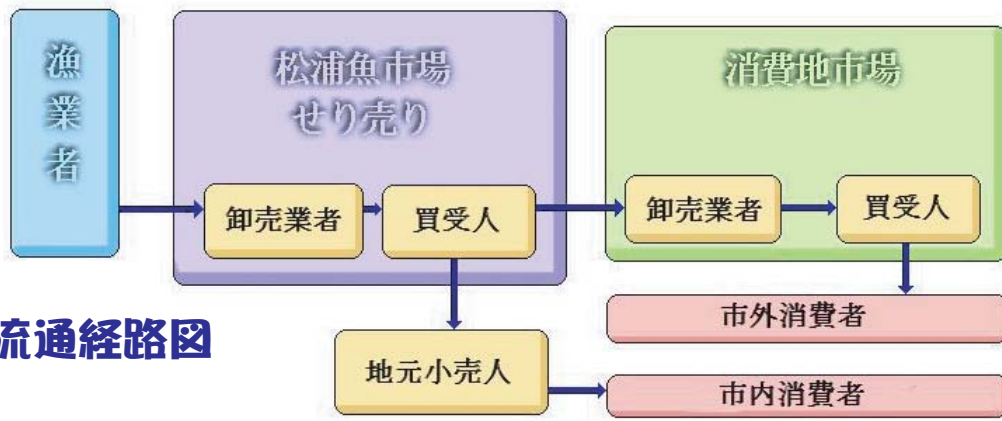 漁業者
松浦魚市場
せり売り
卸売業者
買受人
消費地市場
卸売業者
買受人
市外消費者
流通経路図
地元小売人
市内消費者